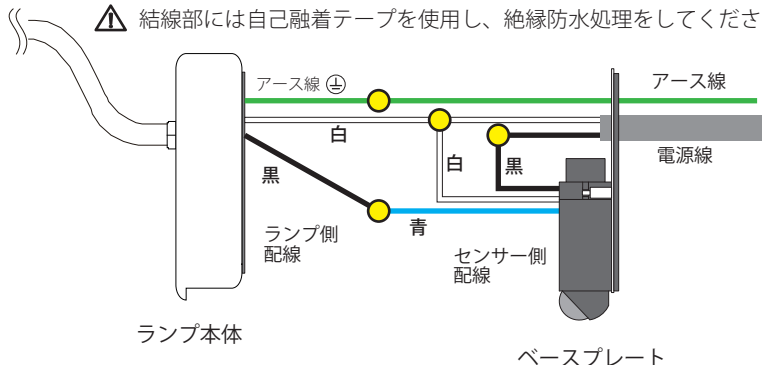 ⚠ 結線部には自己融着テープを使用し、絶縁防水処理をしてくださ
アース線
アース線
白
電源線
白
黒
黒
青
ランプ側
配線
センサー側
配線
ランプ本体
ベースプレート